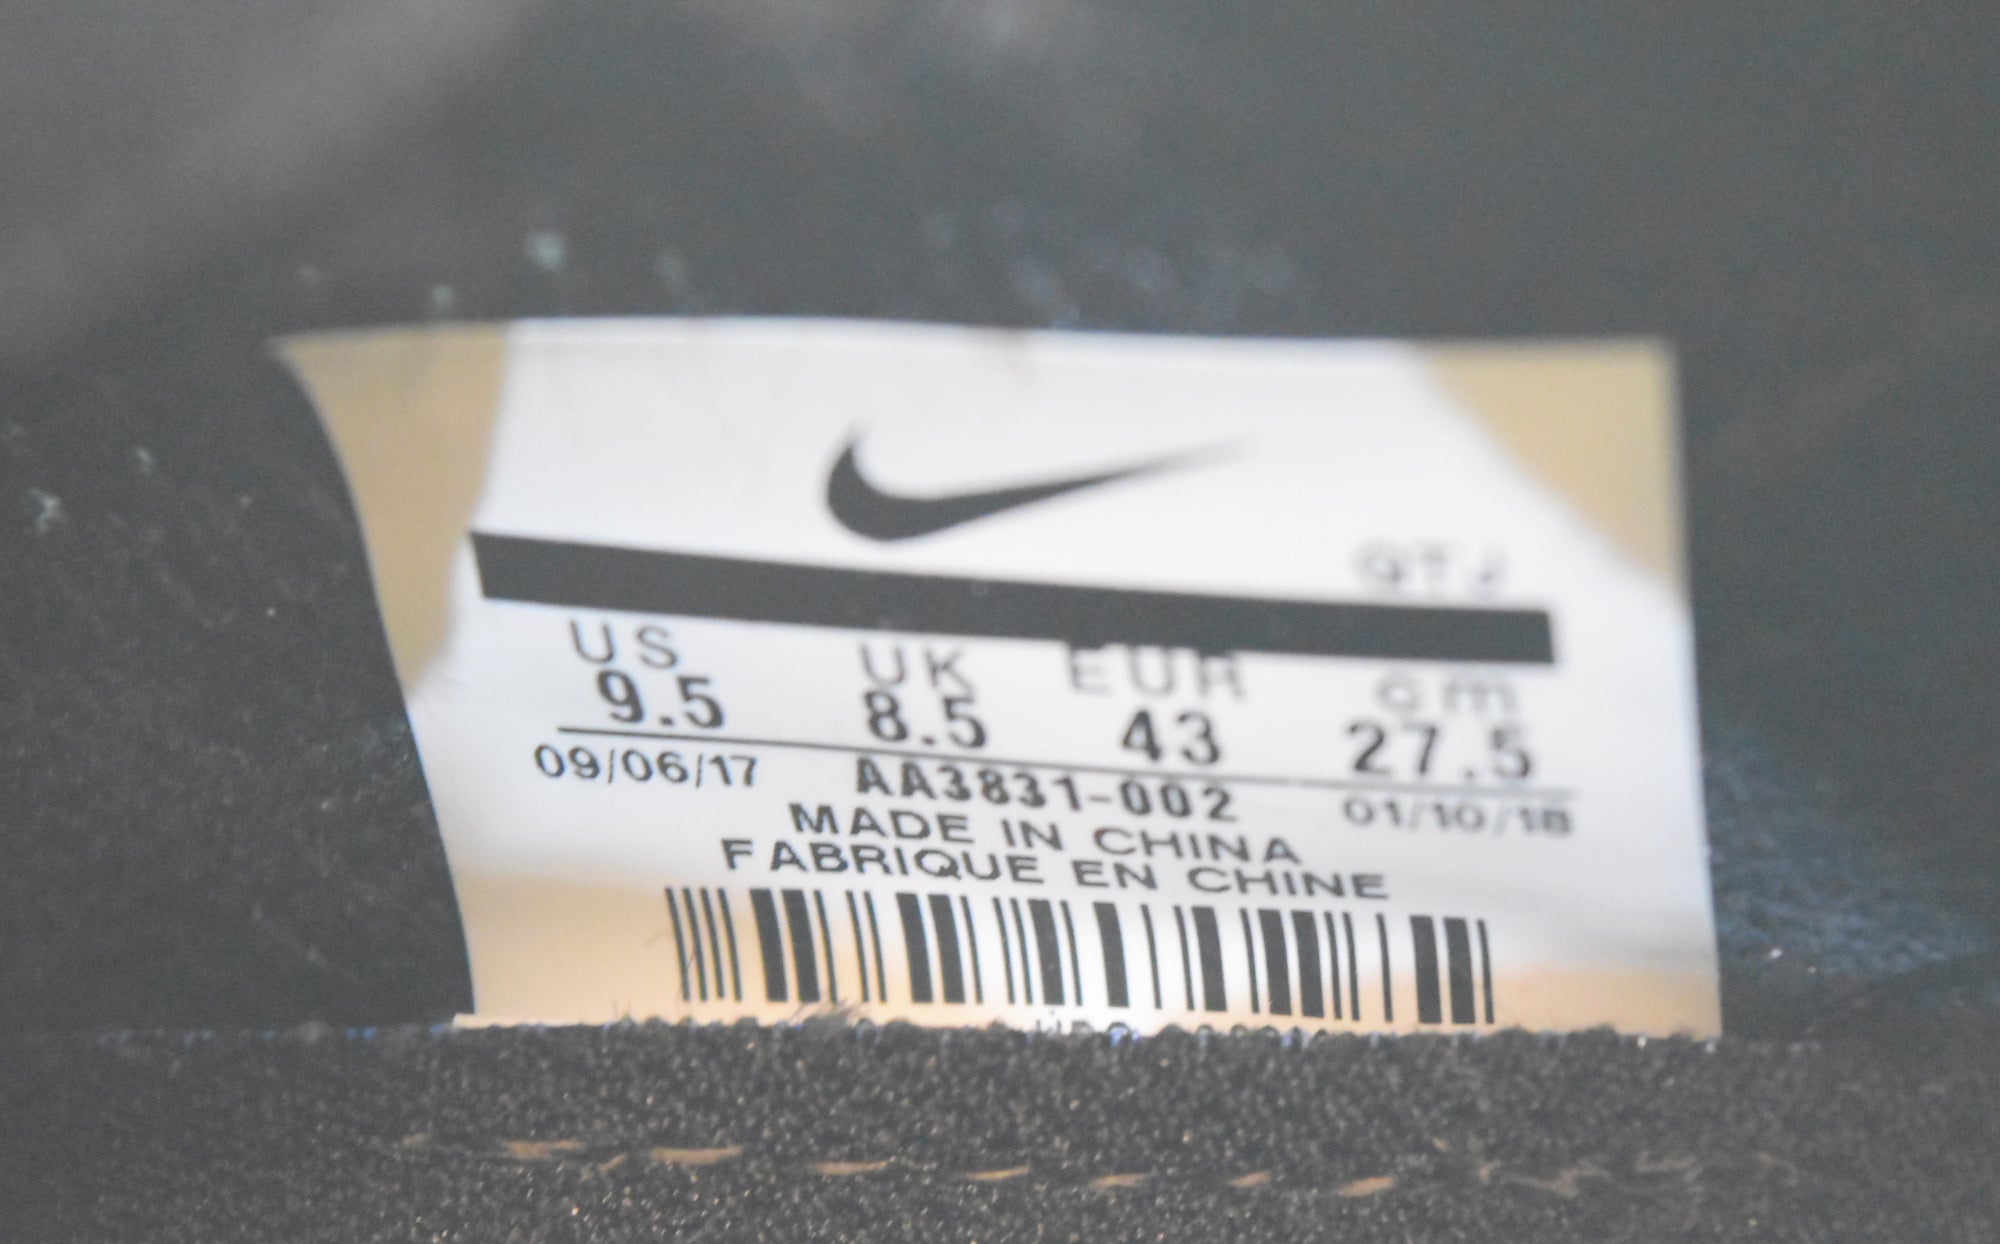 QTJ
US UK EUR cm
9.5 8.5 43 27.5
09/06/17 AA3831-002 01/10/18
MADE IN CHINA
FABRIQUE EN CHINE